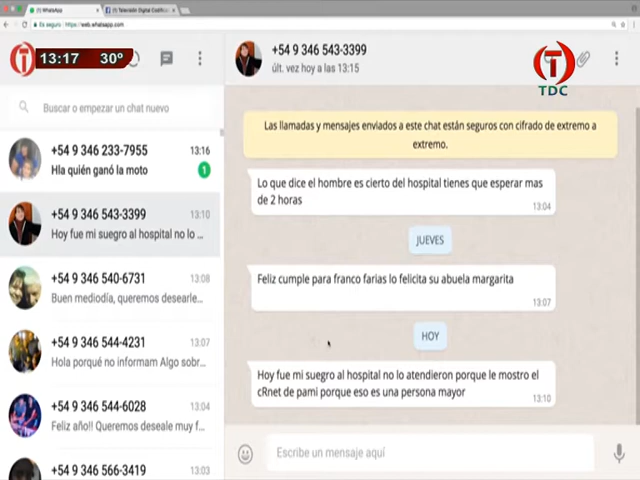 WhatsApp
Es seguro https://web.whatsapp.com
13:17 30°
Buscar o empezar un chat nuevo
+54 9 346 233-7955 13:16
Hla quién ganó la moto 1
+54 9 346 543-3399 13:10
Hoy fue mi suegro al hospital no lo ...
+54 9 346 540-6731 13:08
Buen mediodía, queremos desearle...
+54 9 346 544-4231 13:07
Hola porqué no informam Algo sobr...
+54 9 346 544-6028 13:04
Feliz año!! Queremos deseale muy f...
+54 9 346 566-3419 13:03
+54 9 346 543-3399
últ. vez hoy a las 13:15
T
TDC
Las llamadas y mensajes enviados a este chat están seguros con cifrado de extremo a
extremo.
Lo que dice el hombre es cierto del hospital tienes que esperar mas
de 2 horas
13:04
JUEVES
Feliz cumple para franco farias lo felicita su abuela margarita
13:07
HOY
Hoy fue mi suegro al hospital no lo atendieron porque le mostro el
cRnet de pami porque eso es una persona mayor
13:10
Escribe un mensaje aquí